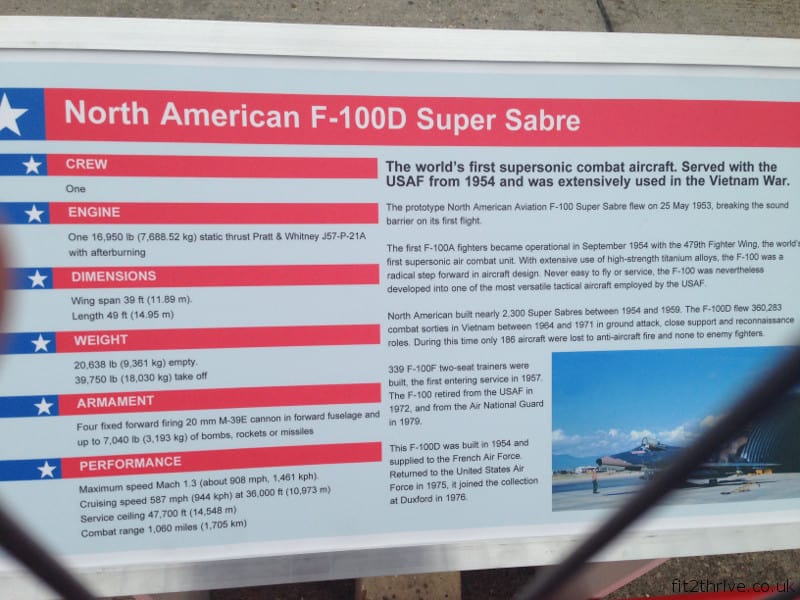 North American F-100D Super Sabre
CREW
One
ENGINE
One 16,950 lb (7,688.52 kg) static thrust Pratt & Whitney J57-P-21A
with afterburning
DIMENSIONS
Wing span 39 ft (11.89 m).
Length 49 ft (14.95 m)
WEIGHT
20,638 lb (9,361 kg) empty.
39,750 lb (18,030 kg) take off
ARMAMENT
Four fixed forward firing 20 mm M-39E cannon in forward fuselage and
up to 7,040 lb (3,193 kg) of bombs, rockets or missiles
PERFORMANCE
Maximum speed Mach 1.3 (about 908 mph, 1,461 kph).
Cruising speed 587 mph (944 kph) at 36,000 ft (10,973 m)
Service ceiling 47,700 ft (14,548 m)
Combat range 1,060 miles (1,705 km)
The world's first supersonic combat aircraft. Served with the
USAF from 1954 and was extensively used in the Vietnam War.
The prototype North American Aviation F-100 Super Sabre flew on 25 May 1953, breaking the sound
barrier on its first flight.
The first F-100A fighters became operational in September 1954 with the 479th Fighter Wing, the world's
first supersonic air combat unit. With extensive use of high-strength titanium alloys, the F-100 was a
radical step forward in aircraft design. Never easy to fly or service, the F-100 was nevertheless
developed into one of the most versatile tactical aircraft employed by the USAF.
North American built nearly 2,300 Super Sabres between 1954 and 1959. The F-100D flew 360,283
combat sorties in Vietnam between 1964 and 1971 in ground attack, close support and reconnaissance
roles. During this time only 186 aircraft were lost to anti-aircraft fire and none to enemy fighters.
339 F-100F two-seat trainers were
built, the first entering service in 1957.
The F-100 retired from the USAF in
1972, and from the Air National Guard
in 1979.
This F-100D was built in 1954 and
supplied to the French Air Force.
Returned to the United States Air
Force in 1975, it joined the collection
at Duxford in 1976.
fit2thrive.co.uk